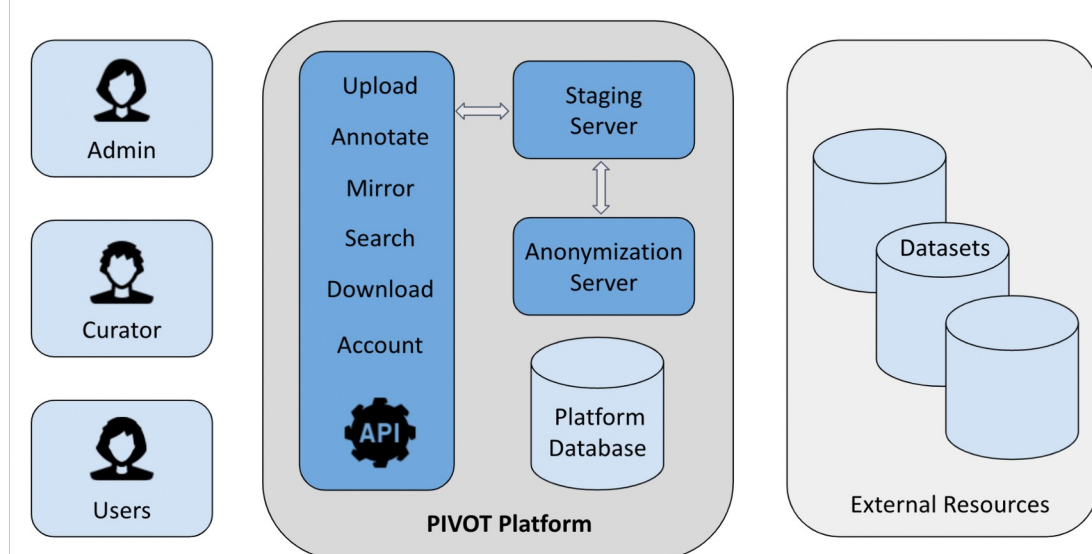 Admin
Curator
Users
Upload
Annotate
Mirror
Search
Download
Account
API
Staging
Server
Anonymization
Server
Platform
Database
PIVOT Platform
Datasets
External Resources